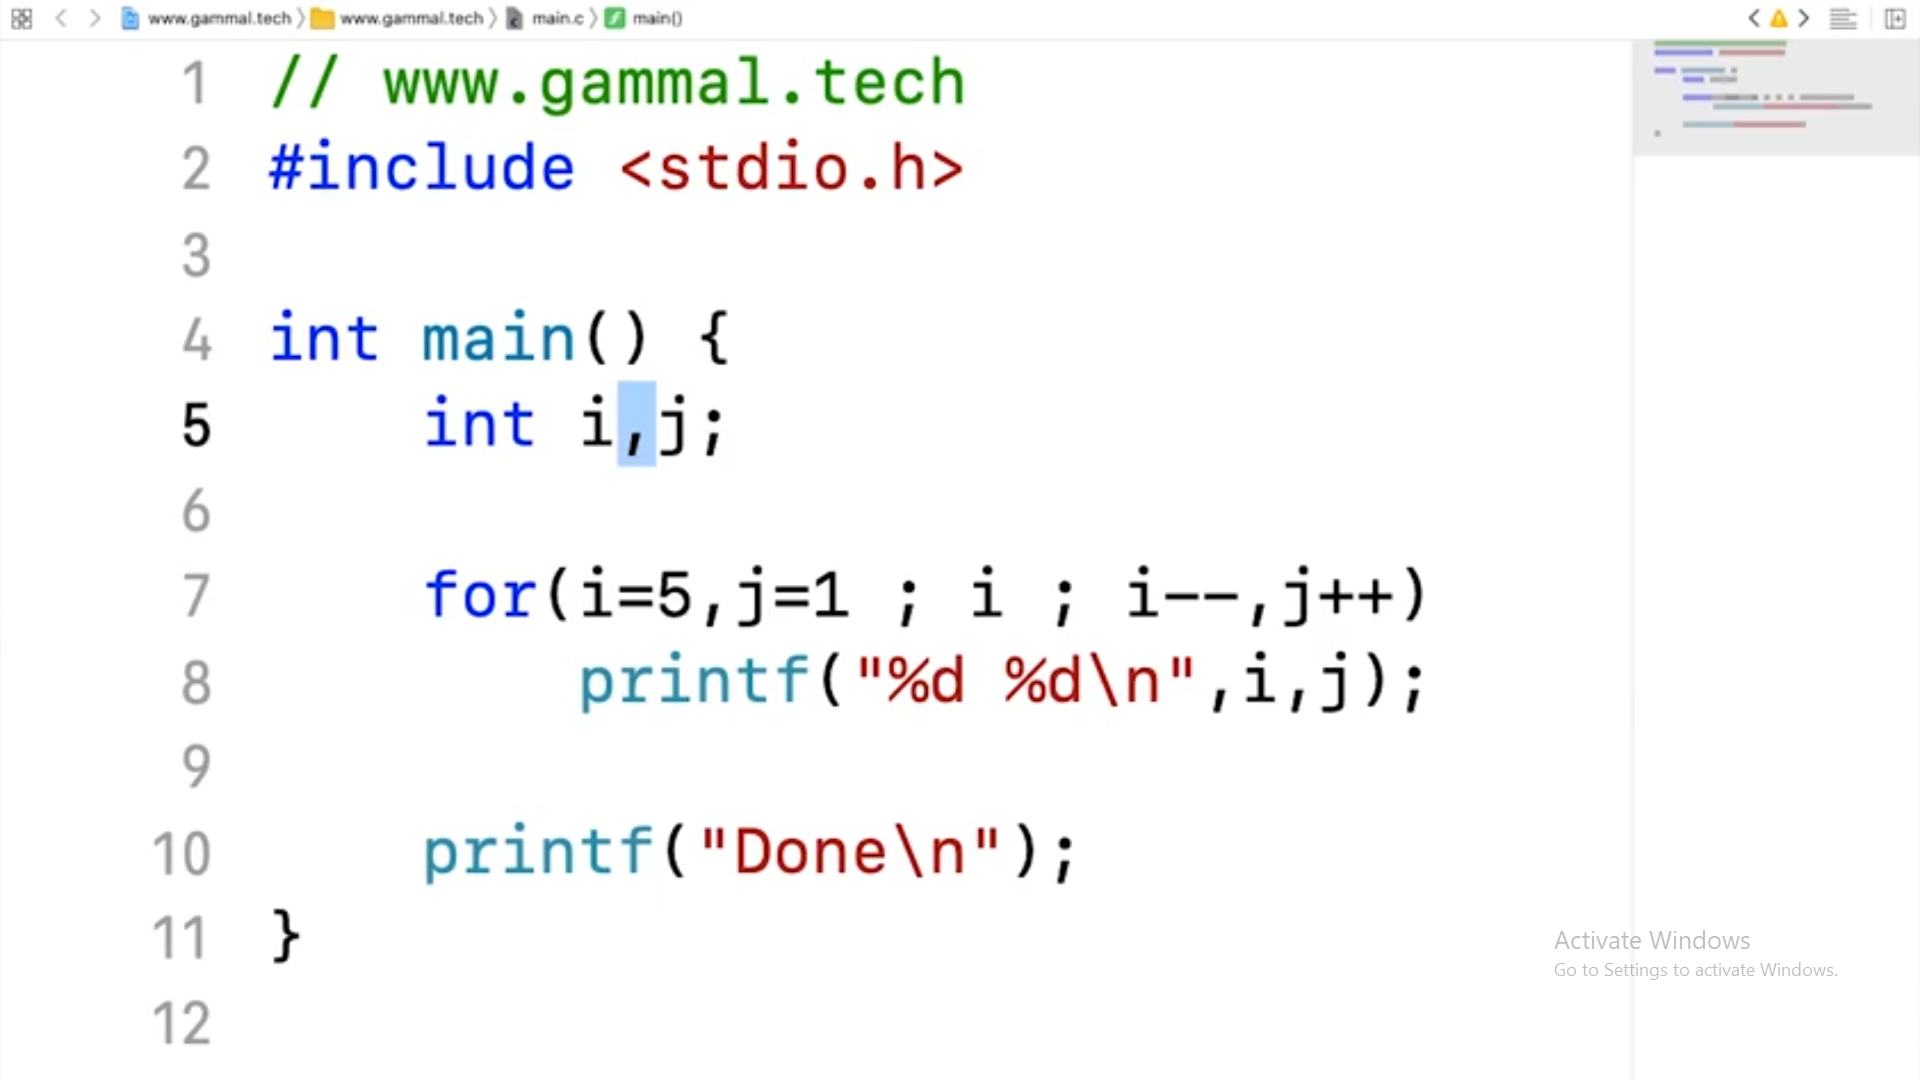 www.gammal.tech 〉 www.gammal.tech 〉 main.c 〉 main()
1 // www.gammal.tech
2 #include <stdio.h>
3
4 int main() {
5     int i,j;
6
7     for(i=5,j=1 ; i ; i--,j++)
8         printf("%d %d\n",i,j);
9
10     printf("Done\n");
11 }
12
Activate Windows
Go to Settings to activate Windows.